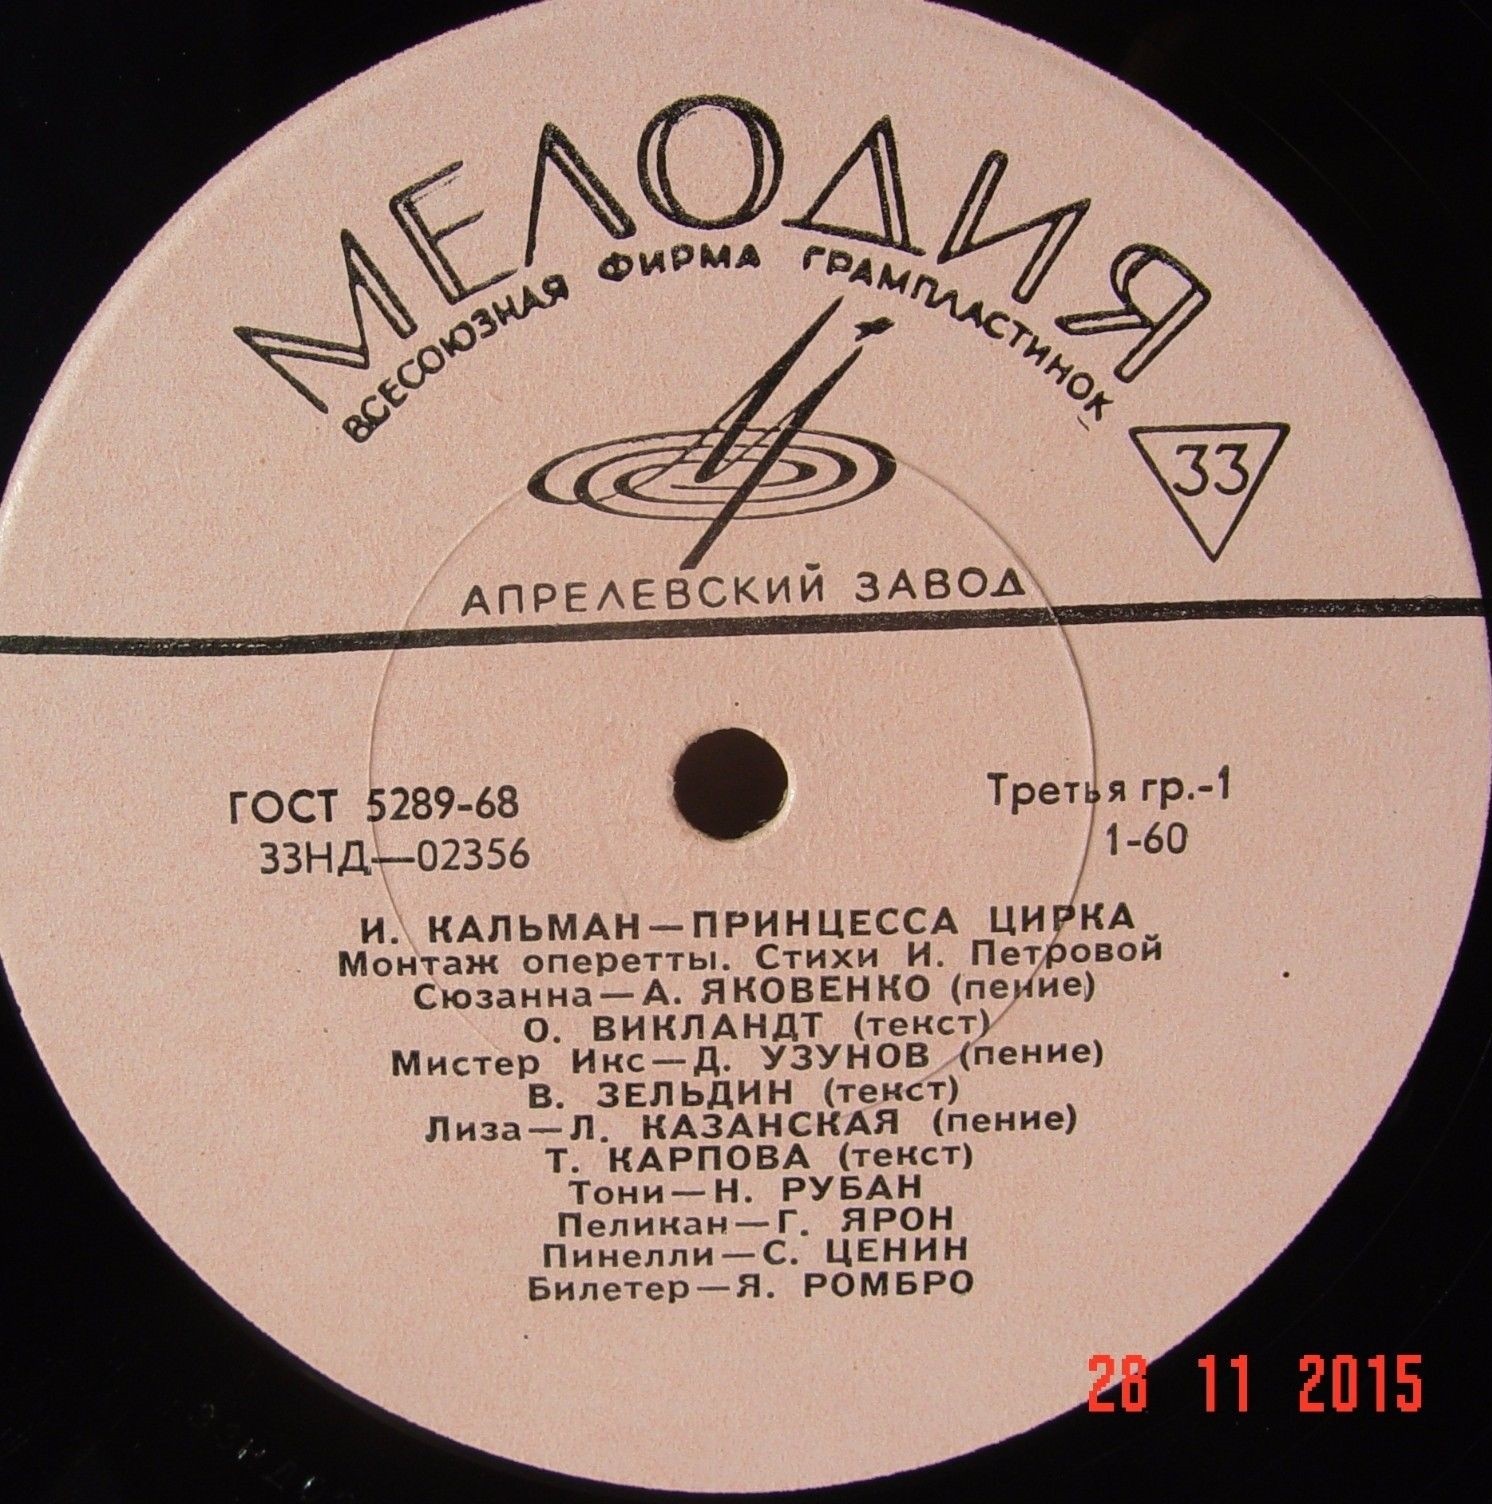 МЕЛОДИЯ
ВСЕСОЮЗНАЯ ФИРМА ГРАМПЛАСТИНОК
33
АПРЕЛЕВСКИЙ ЗАВОД
ГОСТ 5289-68
33НД—02356
Третья гр.-1
1-60
И. КАЛЬМАН—ПРИНЦЕССА ЦИРКА
Монтаж оперетты. Стихи И. Петровой
Сюзанна—А. ЯКОВЕНКО (пение)
О. ВИКЛАНДТ (текст)
Мистер Икс—Д. УЗУНОВ (пение)
В. ЗЕЛЬДИН (текст)
Лиза—Л. КАЗАНСКАЯ (пение)
Т. КАРПОВА (текст)
Тони—Н. РУБАН
Пеликан—Г. ЯРОН
Пинелли—С. ЦЕНИН
Билетер—Я. РОМБРО
28 11 2015